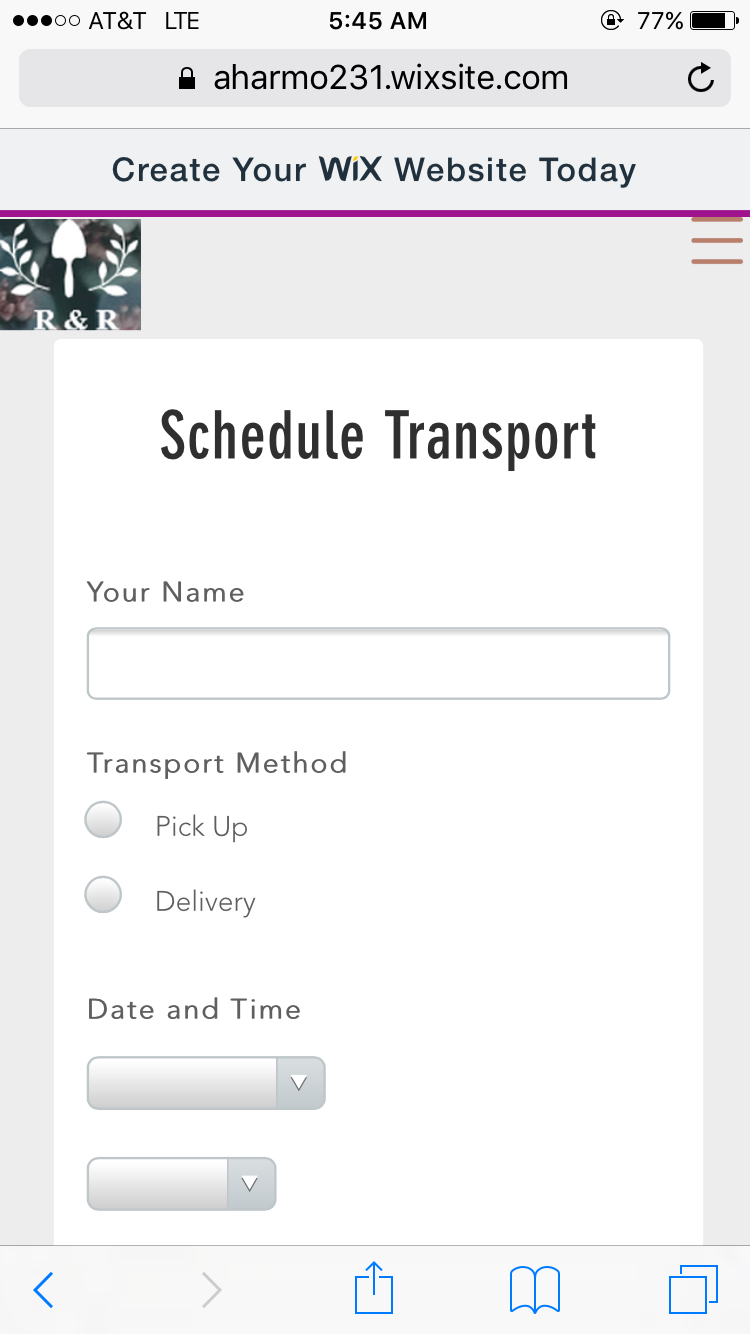 AT&T LTE 5:45 AM 77%
aharmo231.wixsite.com
Create Your WiX Website Today
R & R
Schedule Transport
Your Name
Transport Method
Pick Up
Delivery
Date and Time